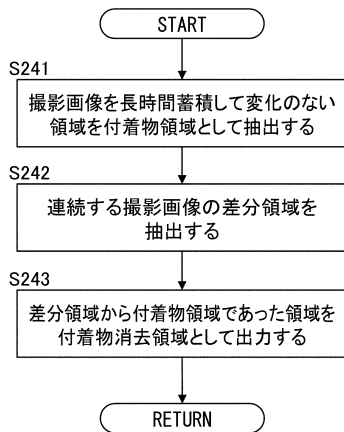 START
S241
撮影画像を長時間蓄積して変化のない
領域を付着物領域として抽出する
S242
連続する撮影画像の差分領域を
抽出する
S243
差分領域から付着物領域であった領域を
付着物消去領域として出力する
RETURN